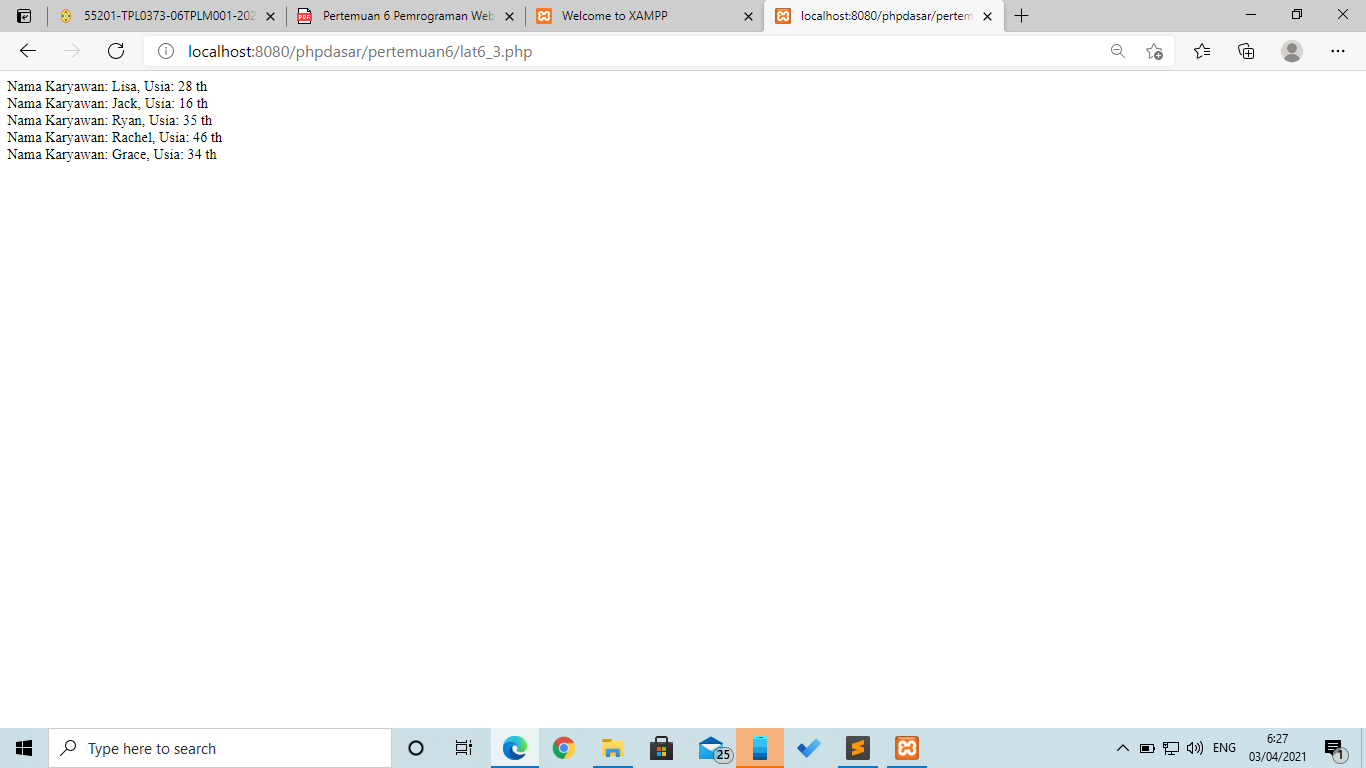 55201-TPL0373-06TPLM001-202
Pertemuan 6 Pemrograman Web
Welcome to XAMPP
localhost:8080/phpdasar/pertem
localhost:8080/phpdasar/pertemuan6/lat6_3.php
Nama Karyawan: Lisa, Usia: 28 th
Nama Karyawan: Jack, Usia: 16 th
Nama Karyawan: Ryan, Usia: 35 th
Nama Karyawan: Rachel, Usia: 46 th
Nama Karyawan: Grace, Usia: 34 th
Type here to search
25
ENG
6:27
03/04/2021
1